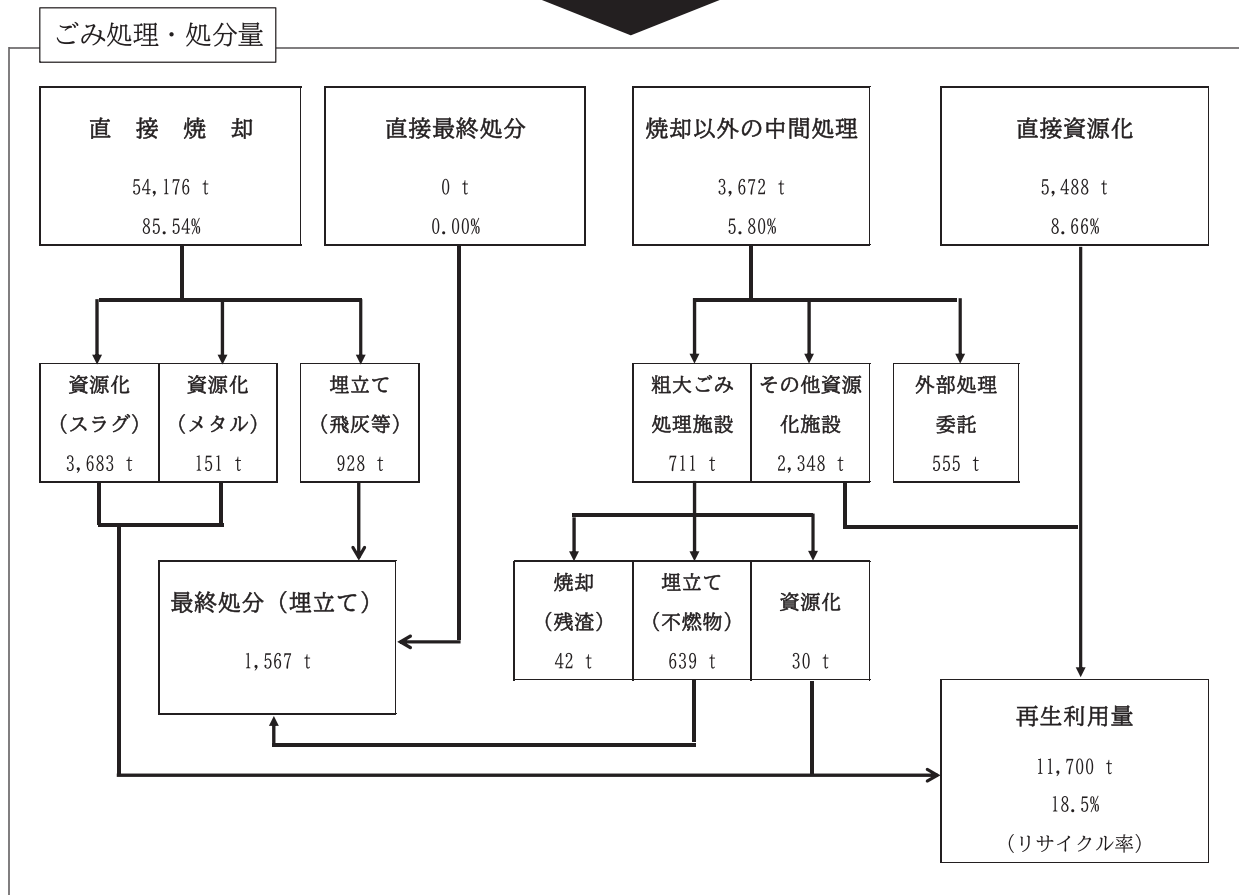 ごみ処理・処分量
直接焼却
54,176 t
85.54%
直接最終処分
0 t
0.00%
焼却以外の中間処理
3,672 t
5.80%
直接資源化
5,488 t
8.66%
資源化
(スラグ)
3,683 t
資源化
(メタル)
151 t
埋立て
(飛灰等)
928 t
粗大ごみ
処理施設
711 t
その他資源
化施設
2,348 t
外部処理
委託
555 t
最終処分(埋立て)
1,567 t
焼却
(残渣)
42 t
埋立て
(不燃物)
639 t
資源化
30 t
再生利用量
11,700 t
18.5%
(リサイクル率)